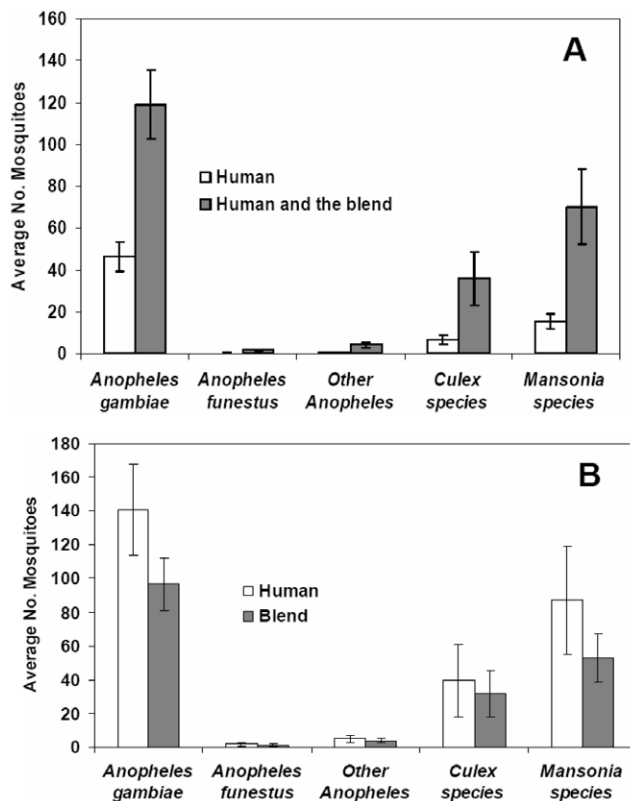 A
Average No. Mosquitoes
160
140
120
100
80
60
40
20
0
Human
Human and the blend
Anopheles gambiae
Anopheles funestus
Other Anopheles
Culex species
Mansonia species
B
Average No. Mosquitoes
180
160
140
120
100
80
60
40
20
0
Human
Blend
Anopheles gambiae
Anopheles funestus
Other Anopheles
Culex species
Mansonia species